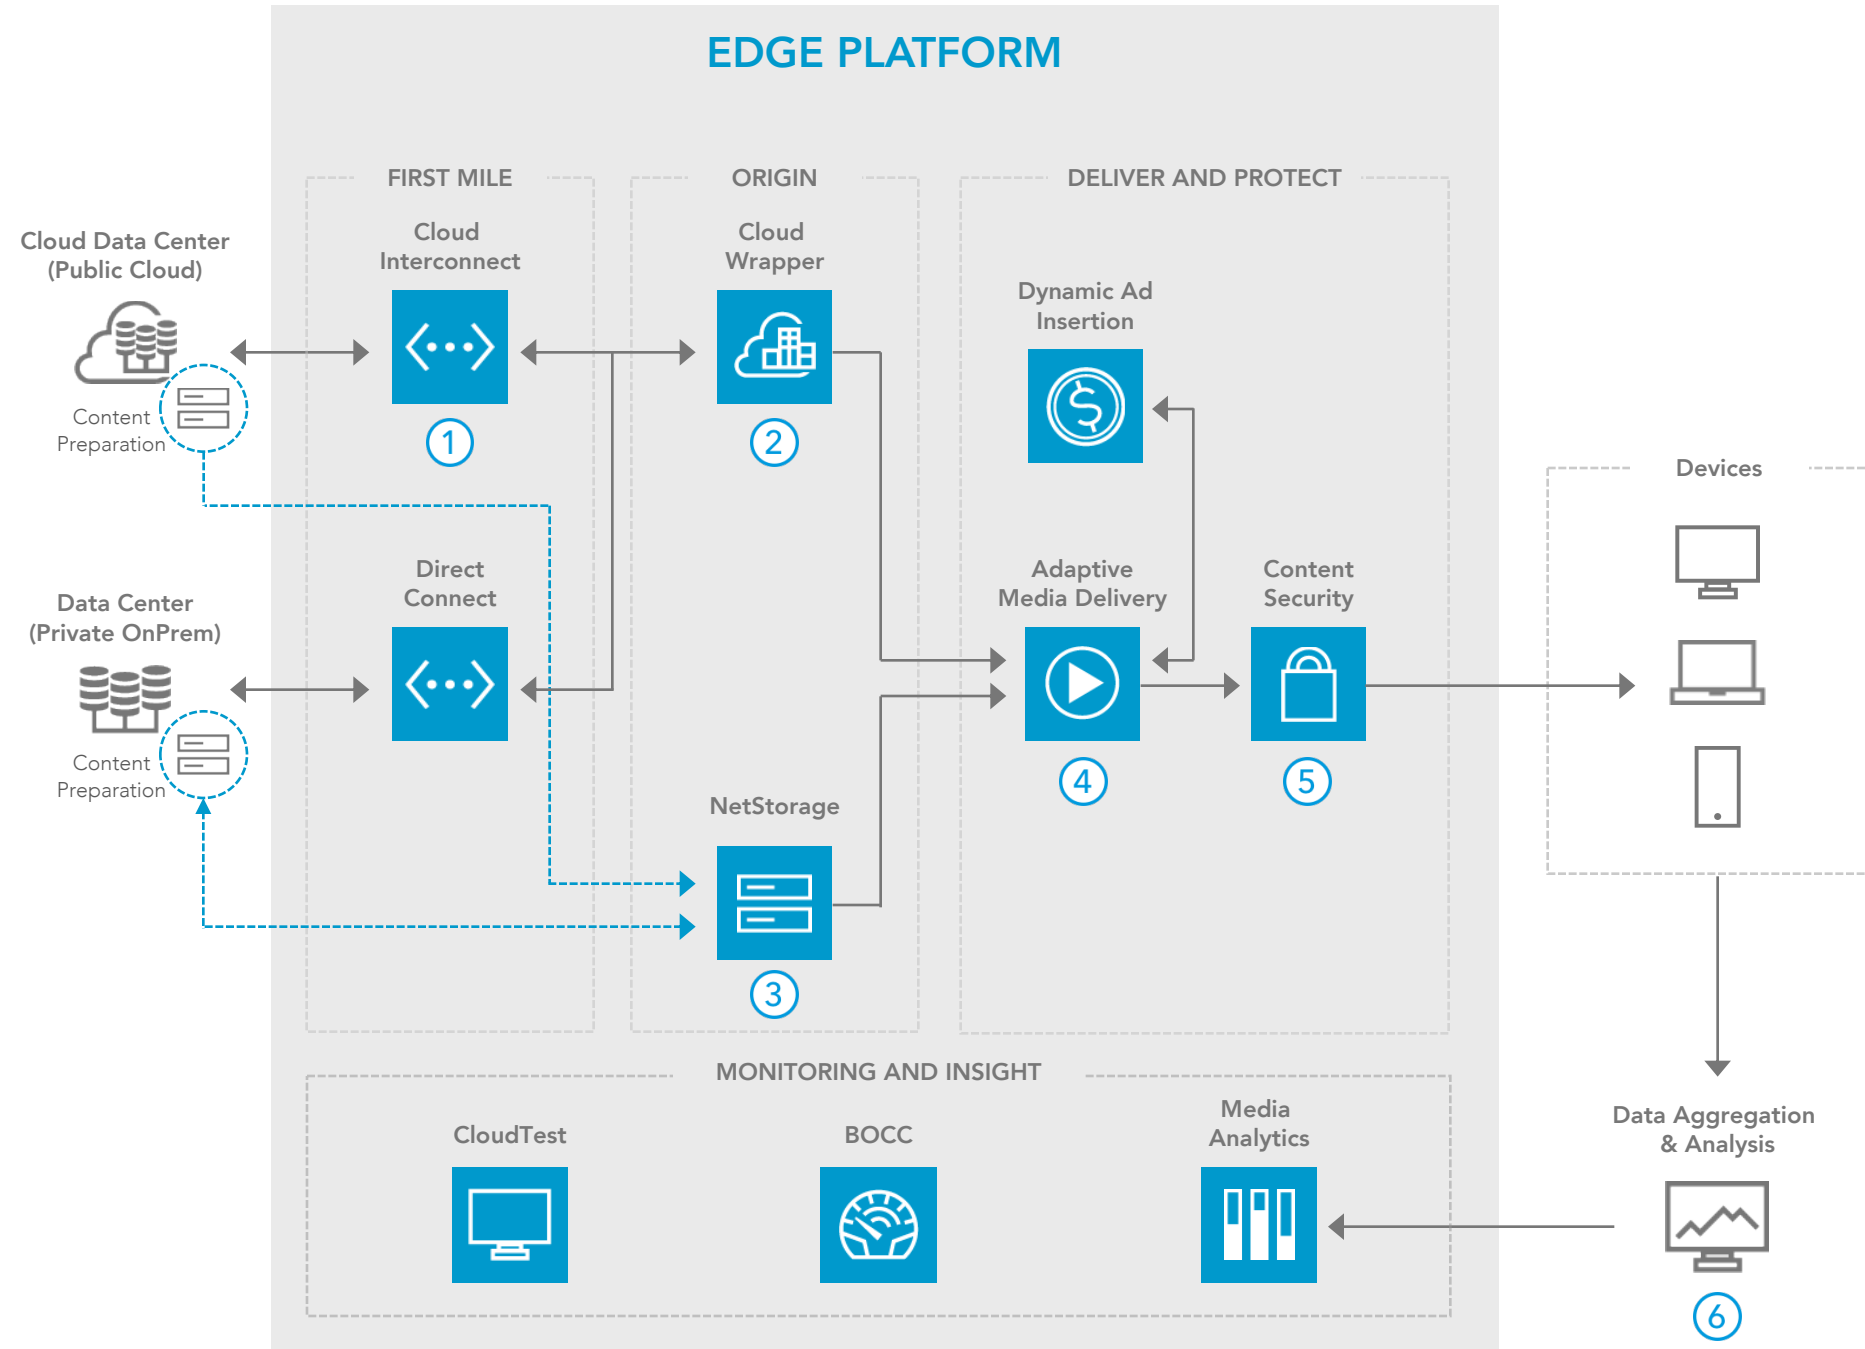 EDGE PLATFORM
FIRST MILE
ORIGIN
DELIVER AND PROTECT
Cloud Data Center
(Public Cloud)
Content
Preparation
Cloud
Interconnect
1
Cloud
Wrapper
2
Dynamic Ad
Insertion
Data Center
(Private OnPrem)
Content
Preparation
Direct
Connect
NetStorage
3
Adaptive
Media Delivery
4
Content
Security
5
Devices
MONITORING AND INSIGHT
CloudTest
BOCC
Media
Analytics
Data Aggregation
& Analysis
6